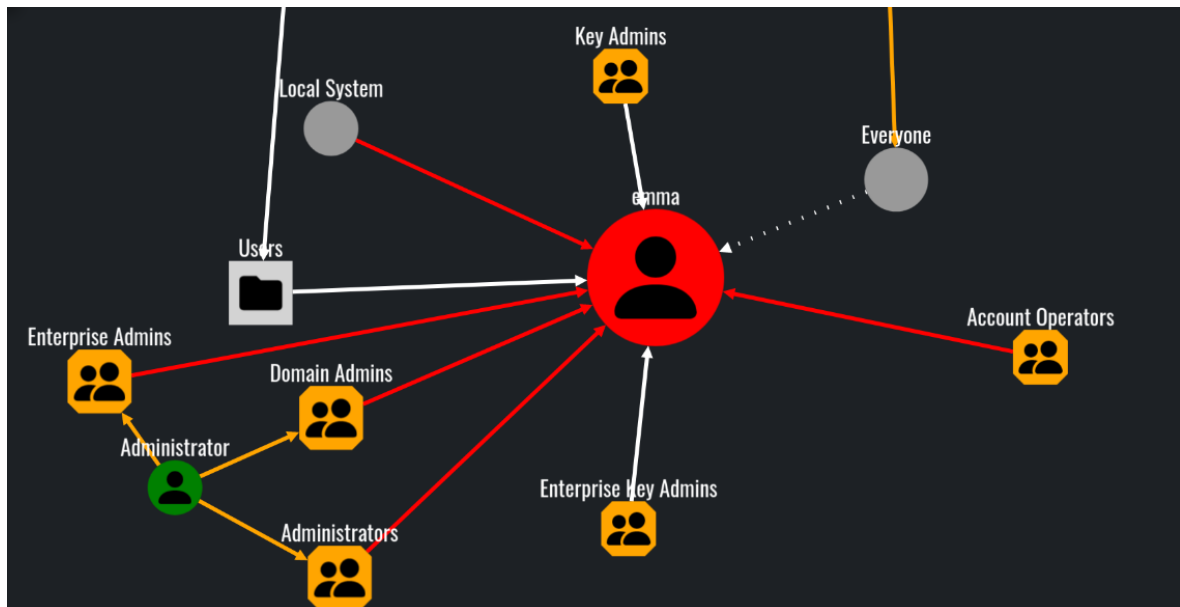 Key Admins
Local System
Everyone
emma
Users
Account Operators
Enterprise Admins
Domain Admins
Administrator
Enterprise Key Admins
Administrators